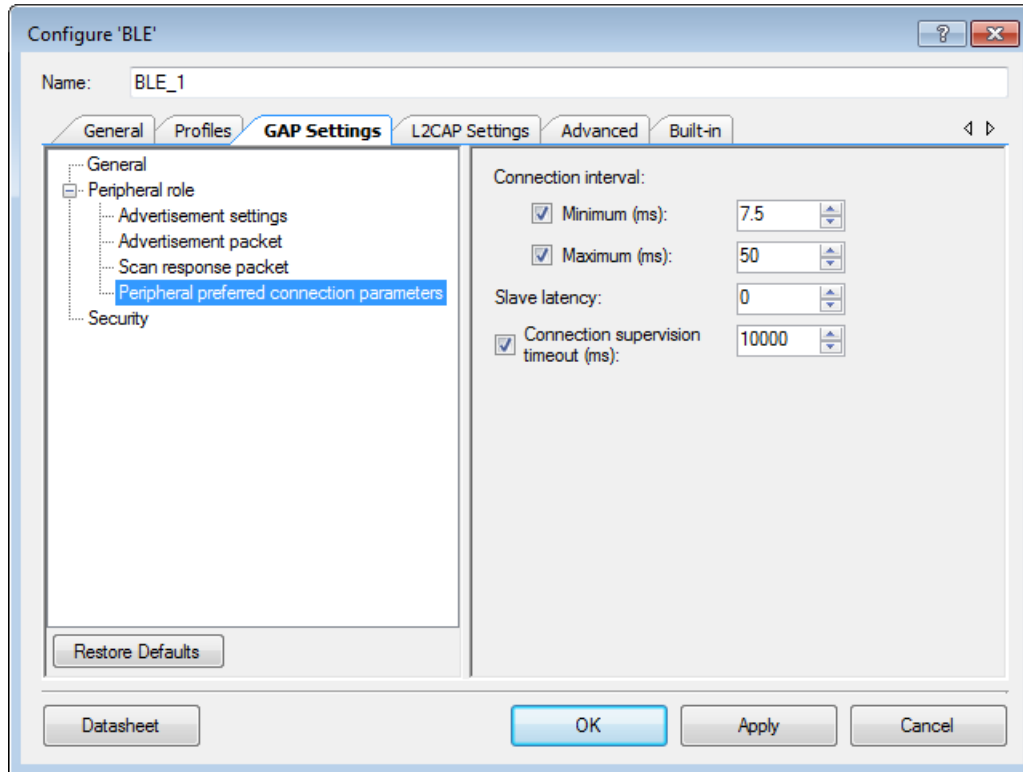 Configure 'BLE'
Name: BLE_1
General Profiles GAP Settings L2CAP Settings Advanced Built-in
General
Peripheral role
Advertisement settings
Advertisement packet
Scan response packet
Peripheral preferred connection parameters
Security
Restore Defaults
Connection interval:
Minimum (ms): 7.5
Maximum (ms): 50
Slave latency: 0
Connection supervision
timeout (ms): 10000
Datasheet OK Apply Cancel